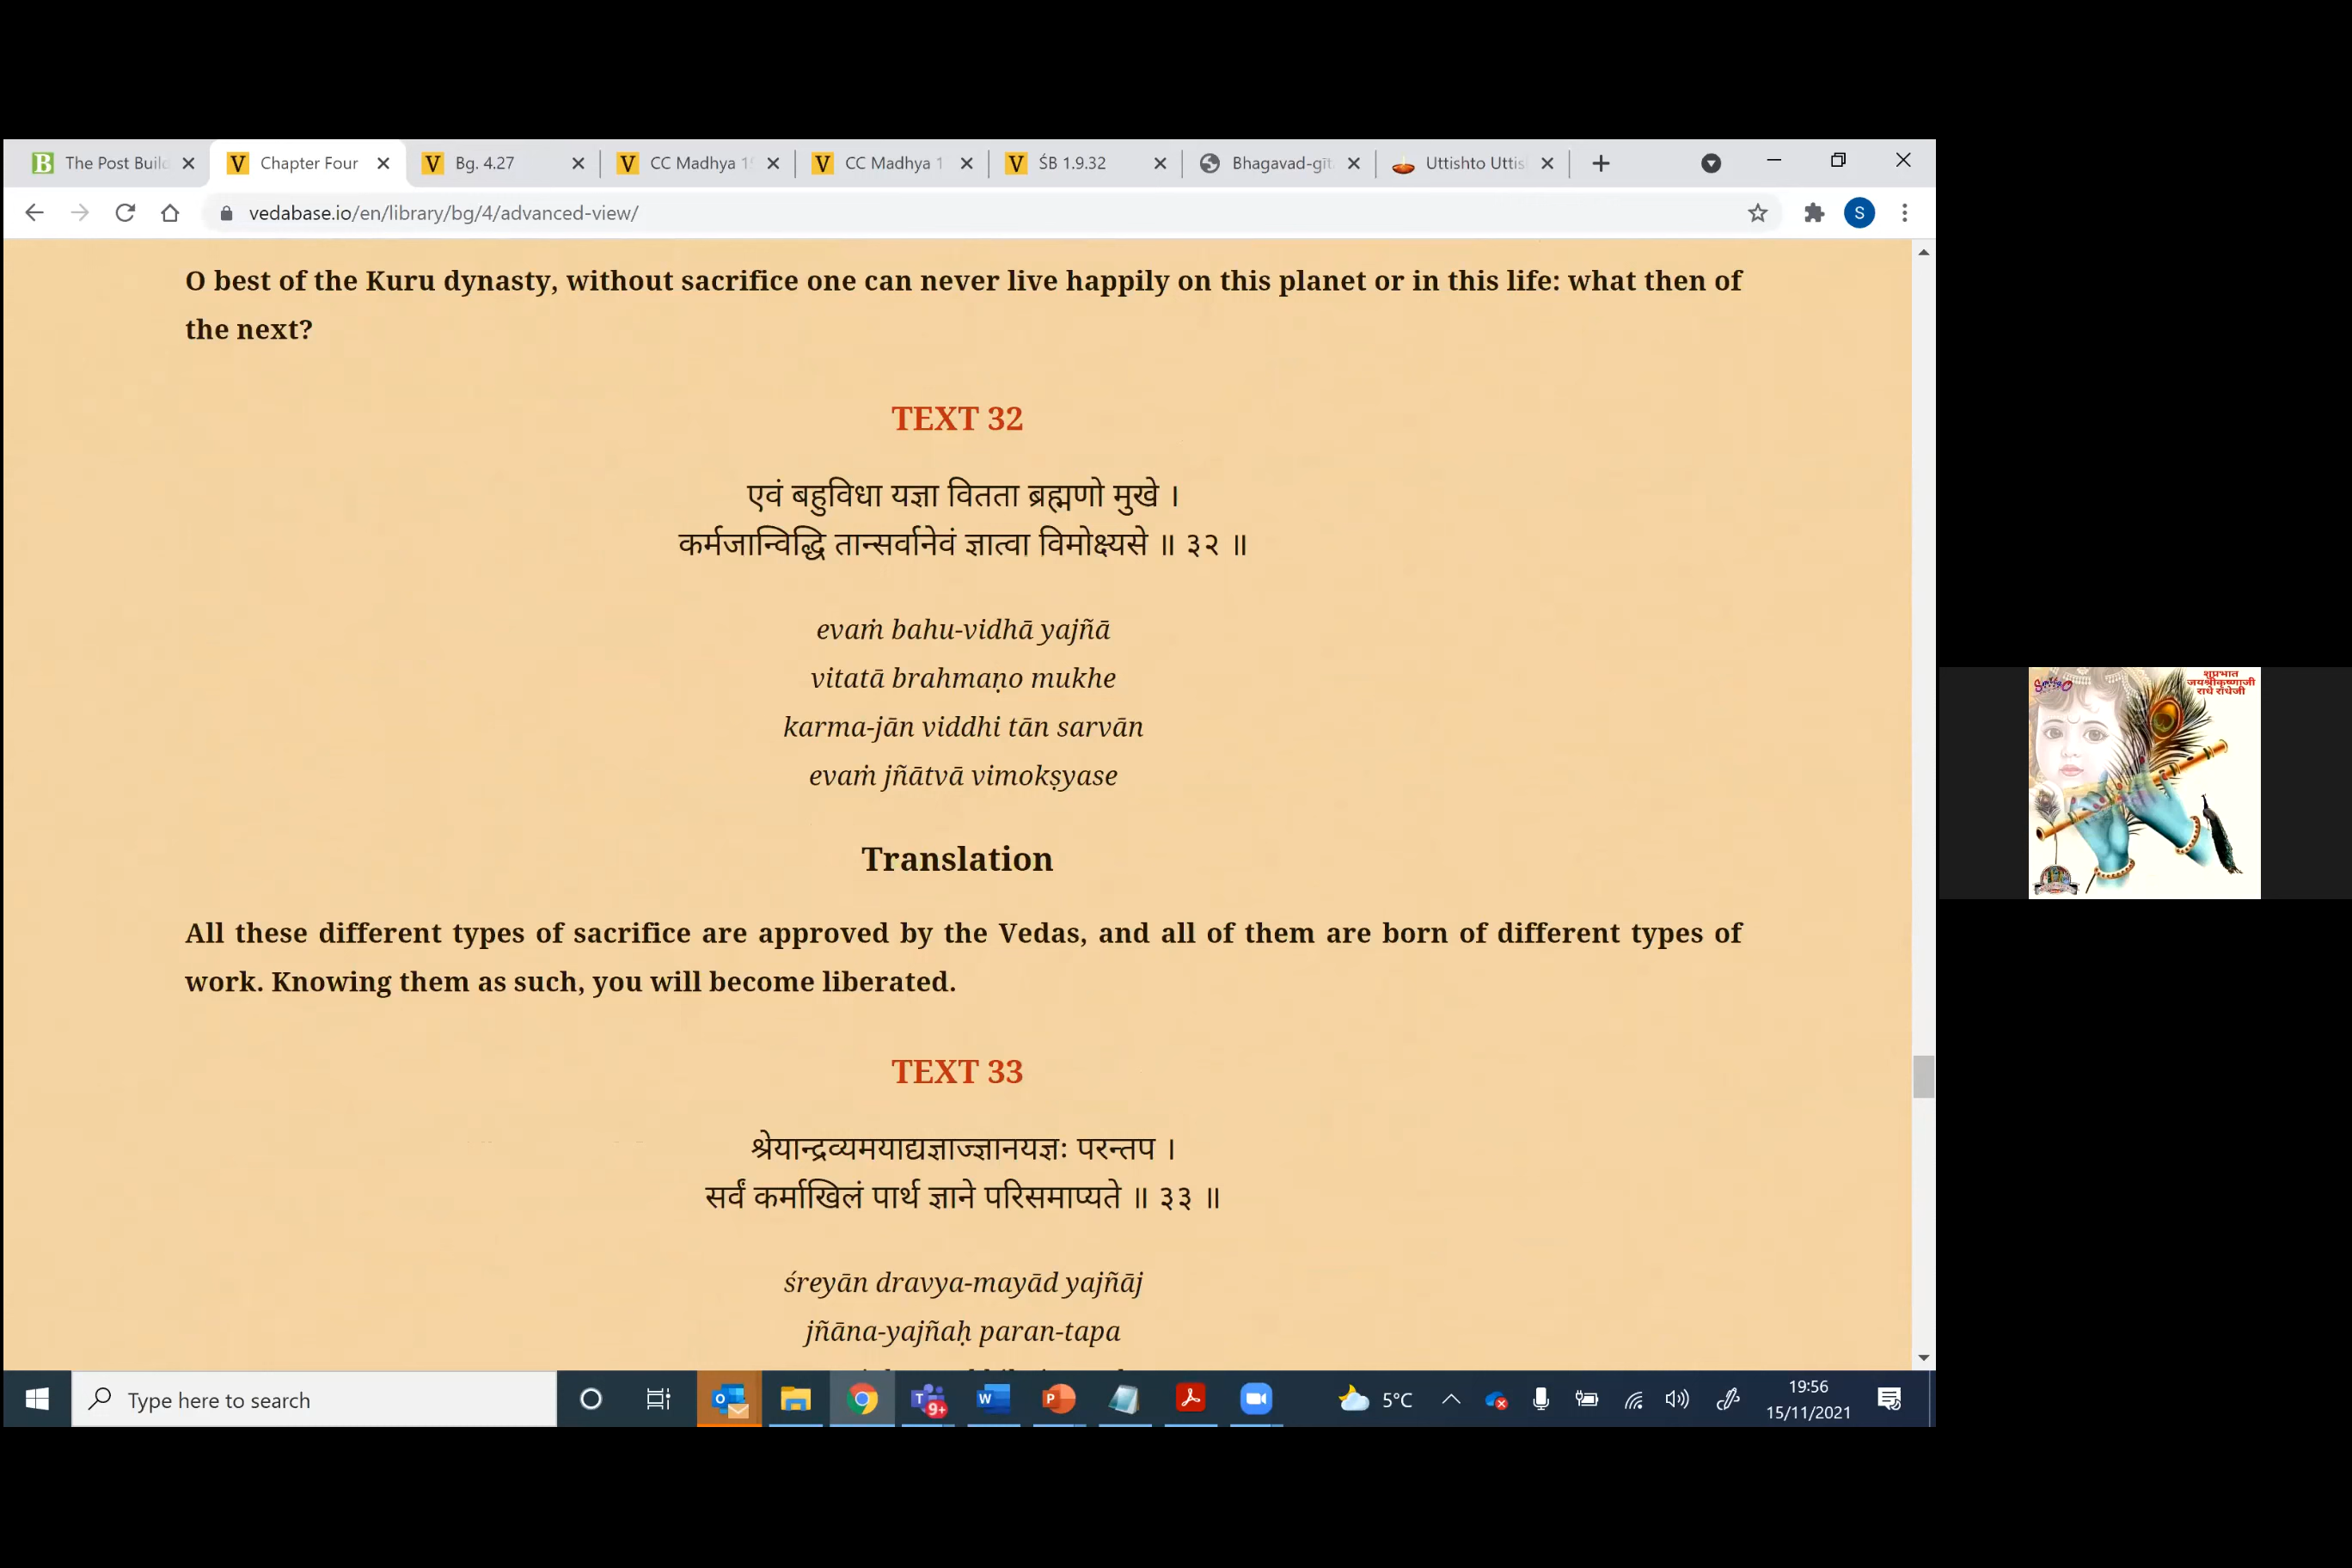 The Post Build
Chapter Four
Bg. 4.27
CC Madhya 1
CC Madhya 1
ŚB 1.9.32
Bhagavad-gīt
Uttishto Uttis
vedabase.io/en/library/bg/4/advanced-view/
S
O best of the Kuru dynasty, without sacrifice one can never live happily on this planet or in this life: what then of
the next?
TEXT 32
एवं बहुविधा यज्ञा वितता ब्रह्मणो मुखे ।
कर्मजान्विद्धि तान्सर्वानेवं ज्ञात्वा विमोक्ष्यसे ॥ ३२ ॥
evaṁ bahu-vidhā yajñā
vitatā brahmaṇo mukhe
karma-jān viddhi tān sarvān
evaṁ jñātvā vimokṣyase
Translation
All these different types of sacrifice are approved by the Vedas, and all of them are born of different types of
work. Knowing them as such, you will become liberated.
TEXT 33
श्रेयान्द्रव्यमयाद्यज्ञाज्ज्ञानयज्ञः परन्तप ।
सर्वं कर्माखिलं पार्थ ज्ञाने परिसमाप्यते ॥ ३३ ॥
śreyān dravya-mayād yajñāj
jñāna-yajñaḥ paran-tapa
शुप्रभात
जयश्रीकृष्णाजी
राधे राधेजी
Type here to search
9+
5°C
19:56
15/11/2021